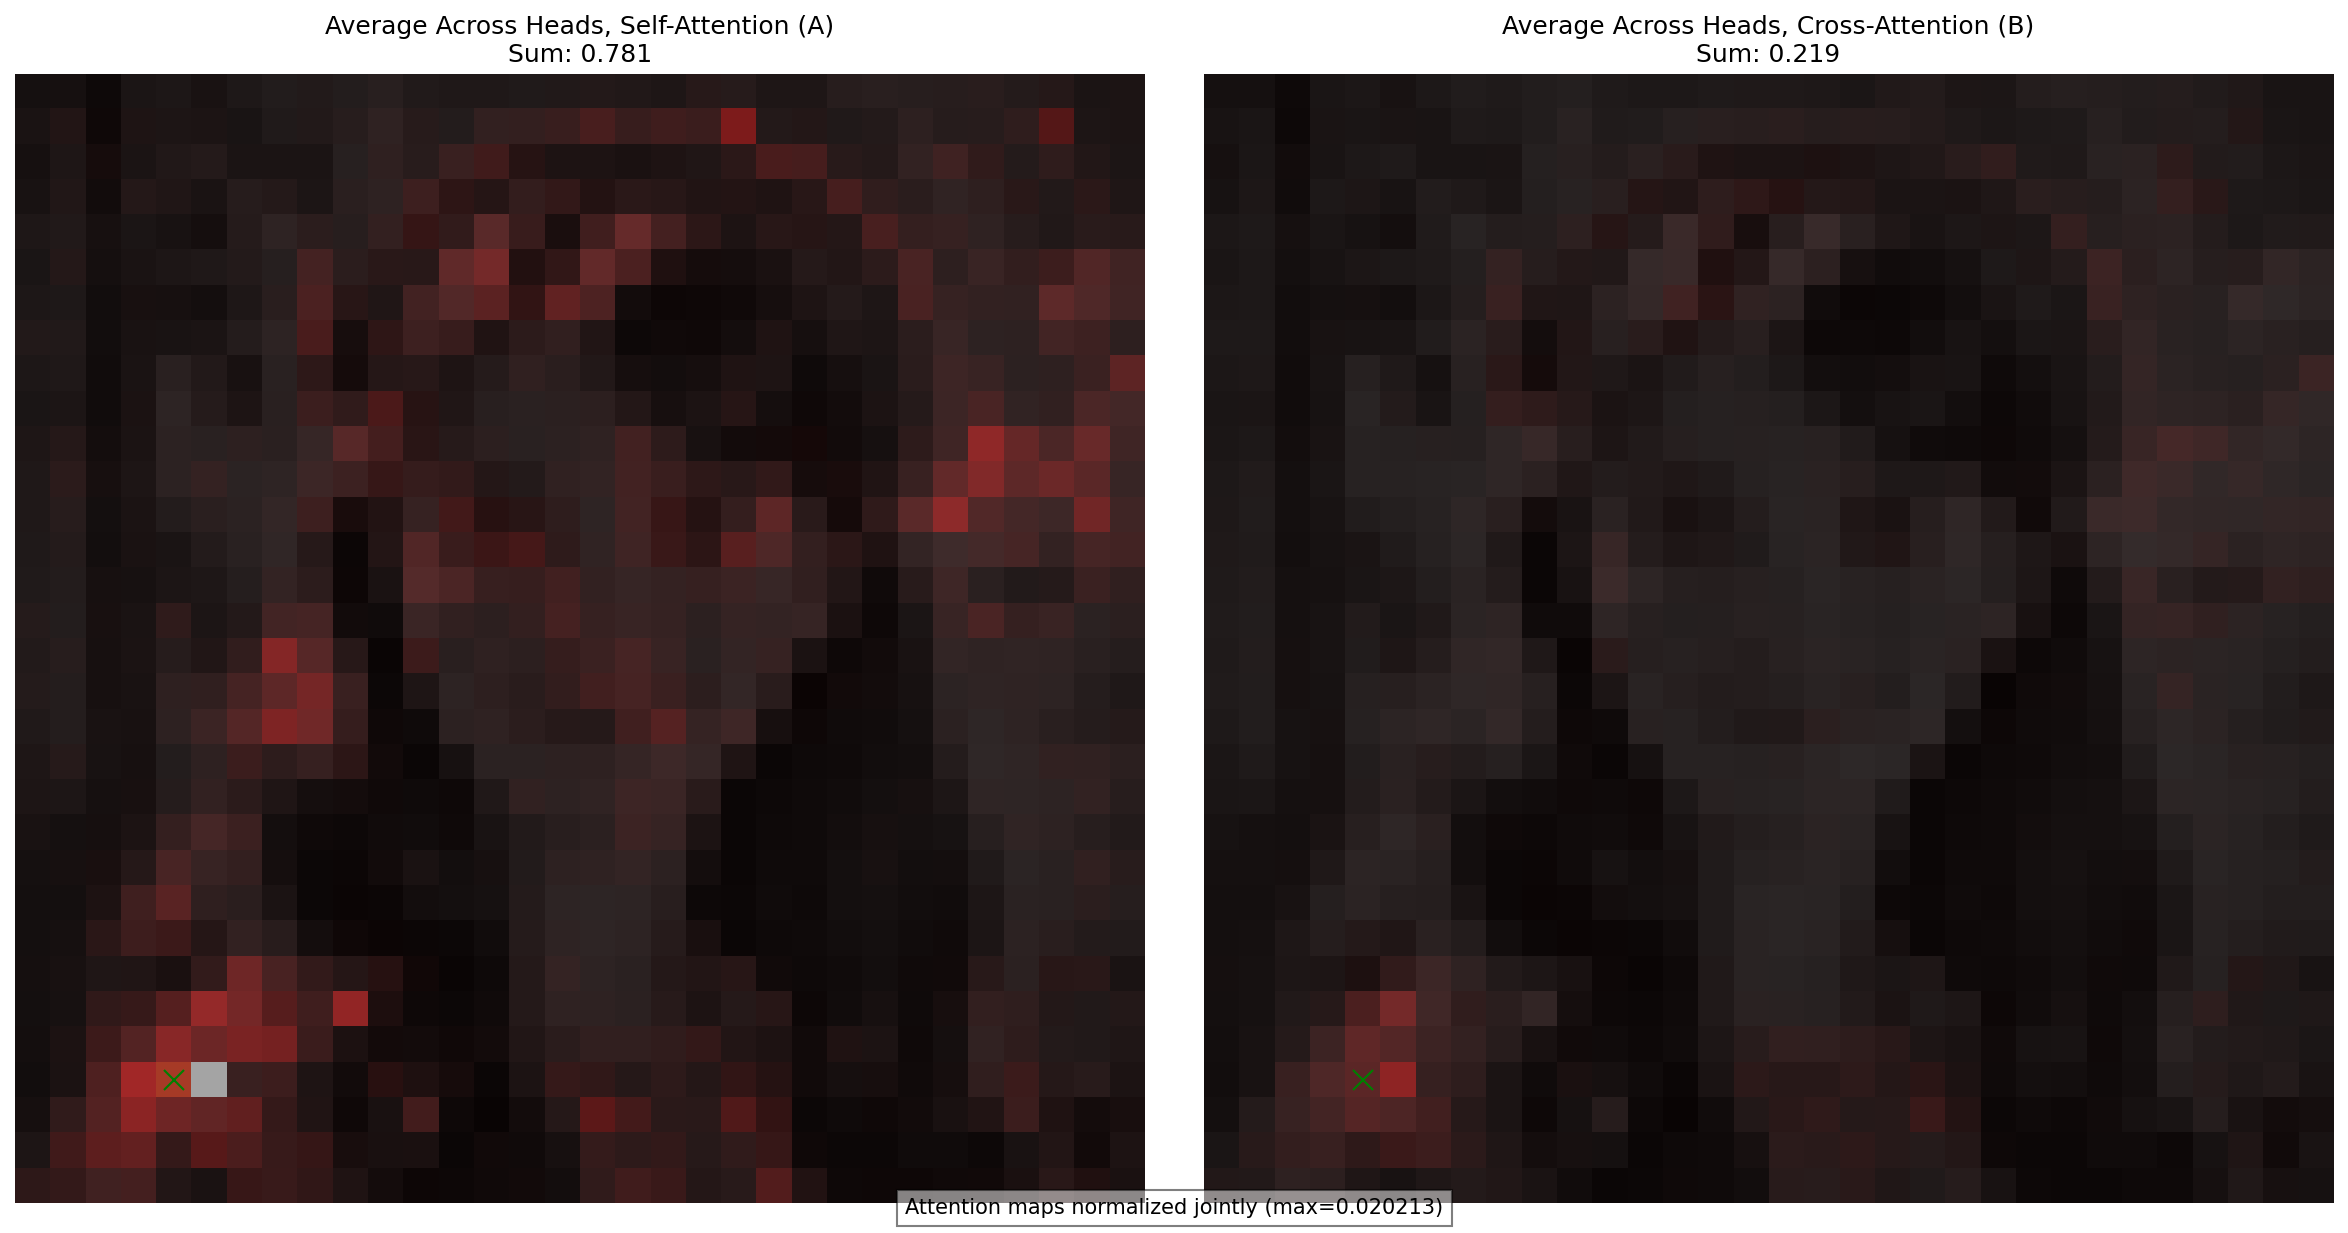 Average Across Heads, Self-Attention (A)
Sum: 0.781
Average Across Heads, Cross-Attention (B)
Sum: 0.219
Attention maps normalized jointly (max=0.020213)